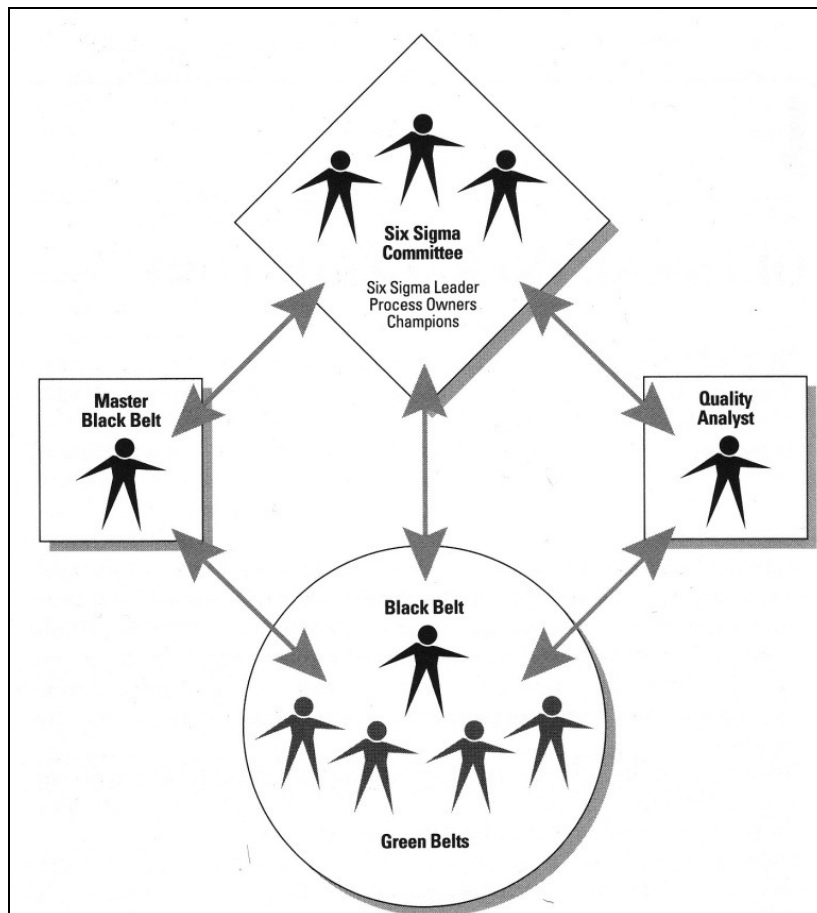 Six Sigma
Committee
Six Sigma Leader
Process Owners
Champions
Master
Black Belt
Quality
Analyst
Black Belt
Green Belts